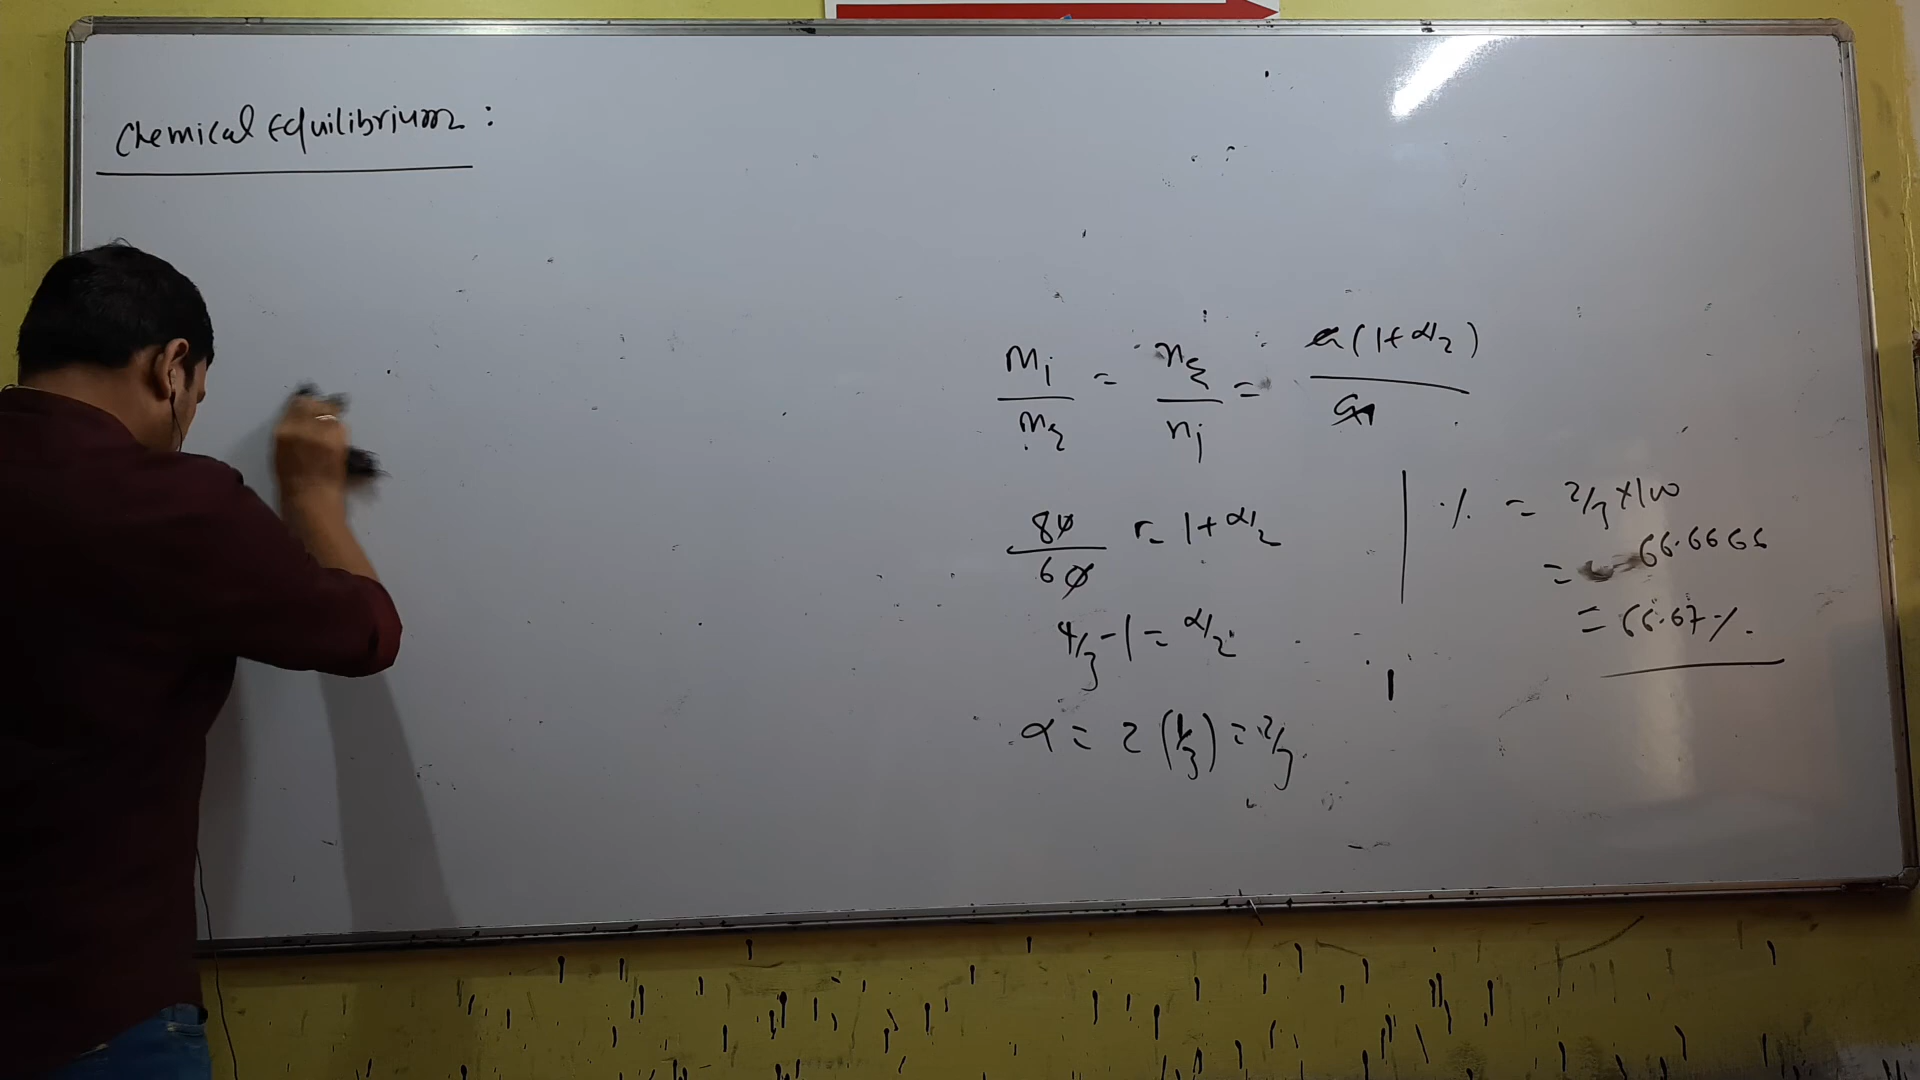 Chemical Equilibrium :
M1/M2 = n2/n1 = a(1+α/2)/a
80/60 = 1+α/2
4/3 - 1 = α/2
α = 2(1/3) = 2/3
% = 2/3 × 100
= 66.6666
= 66.67 %.